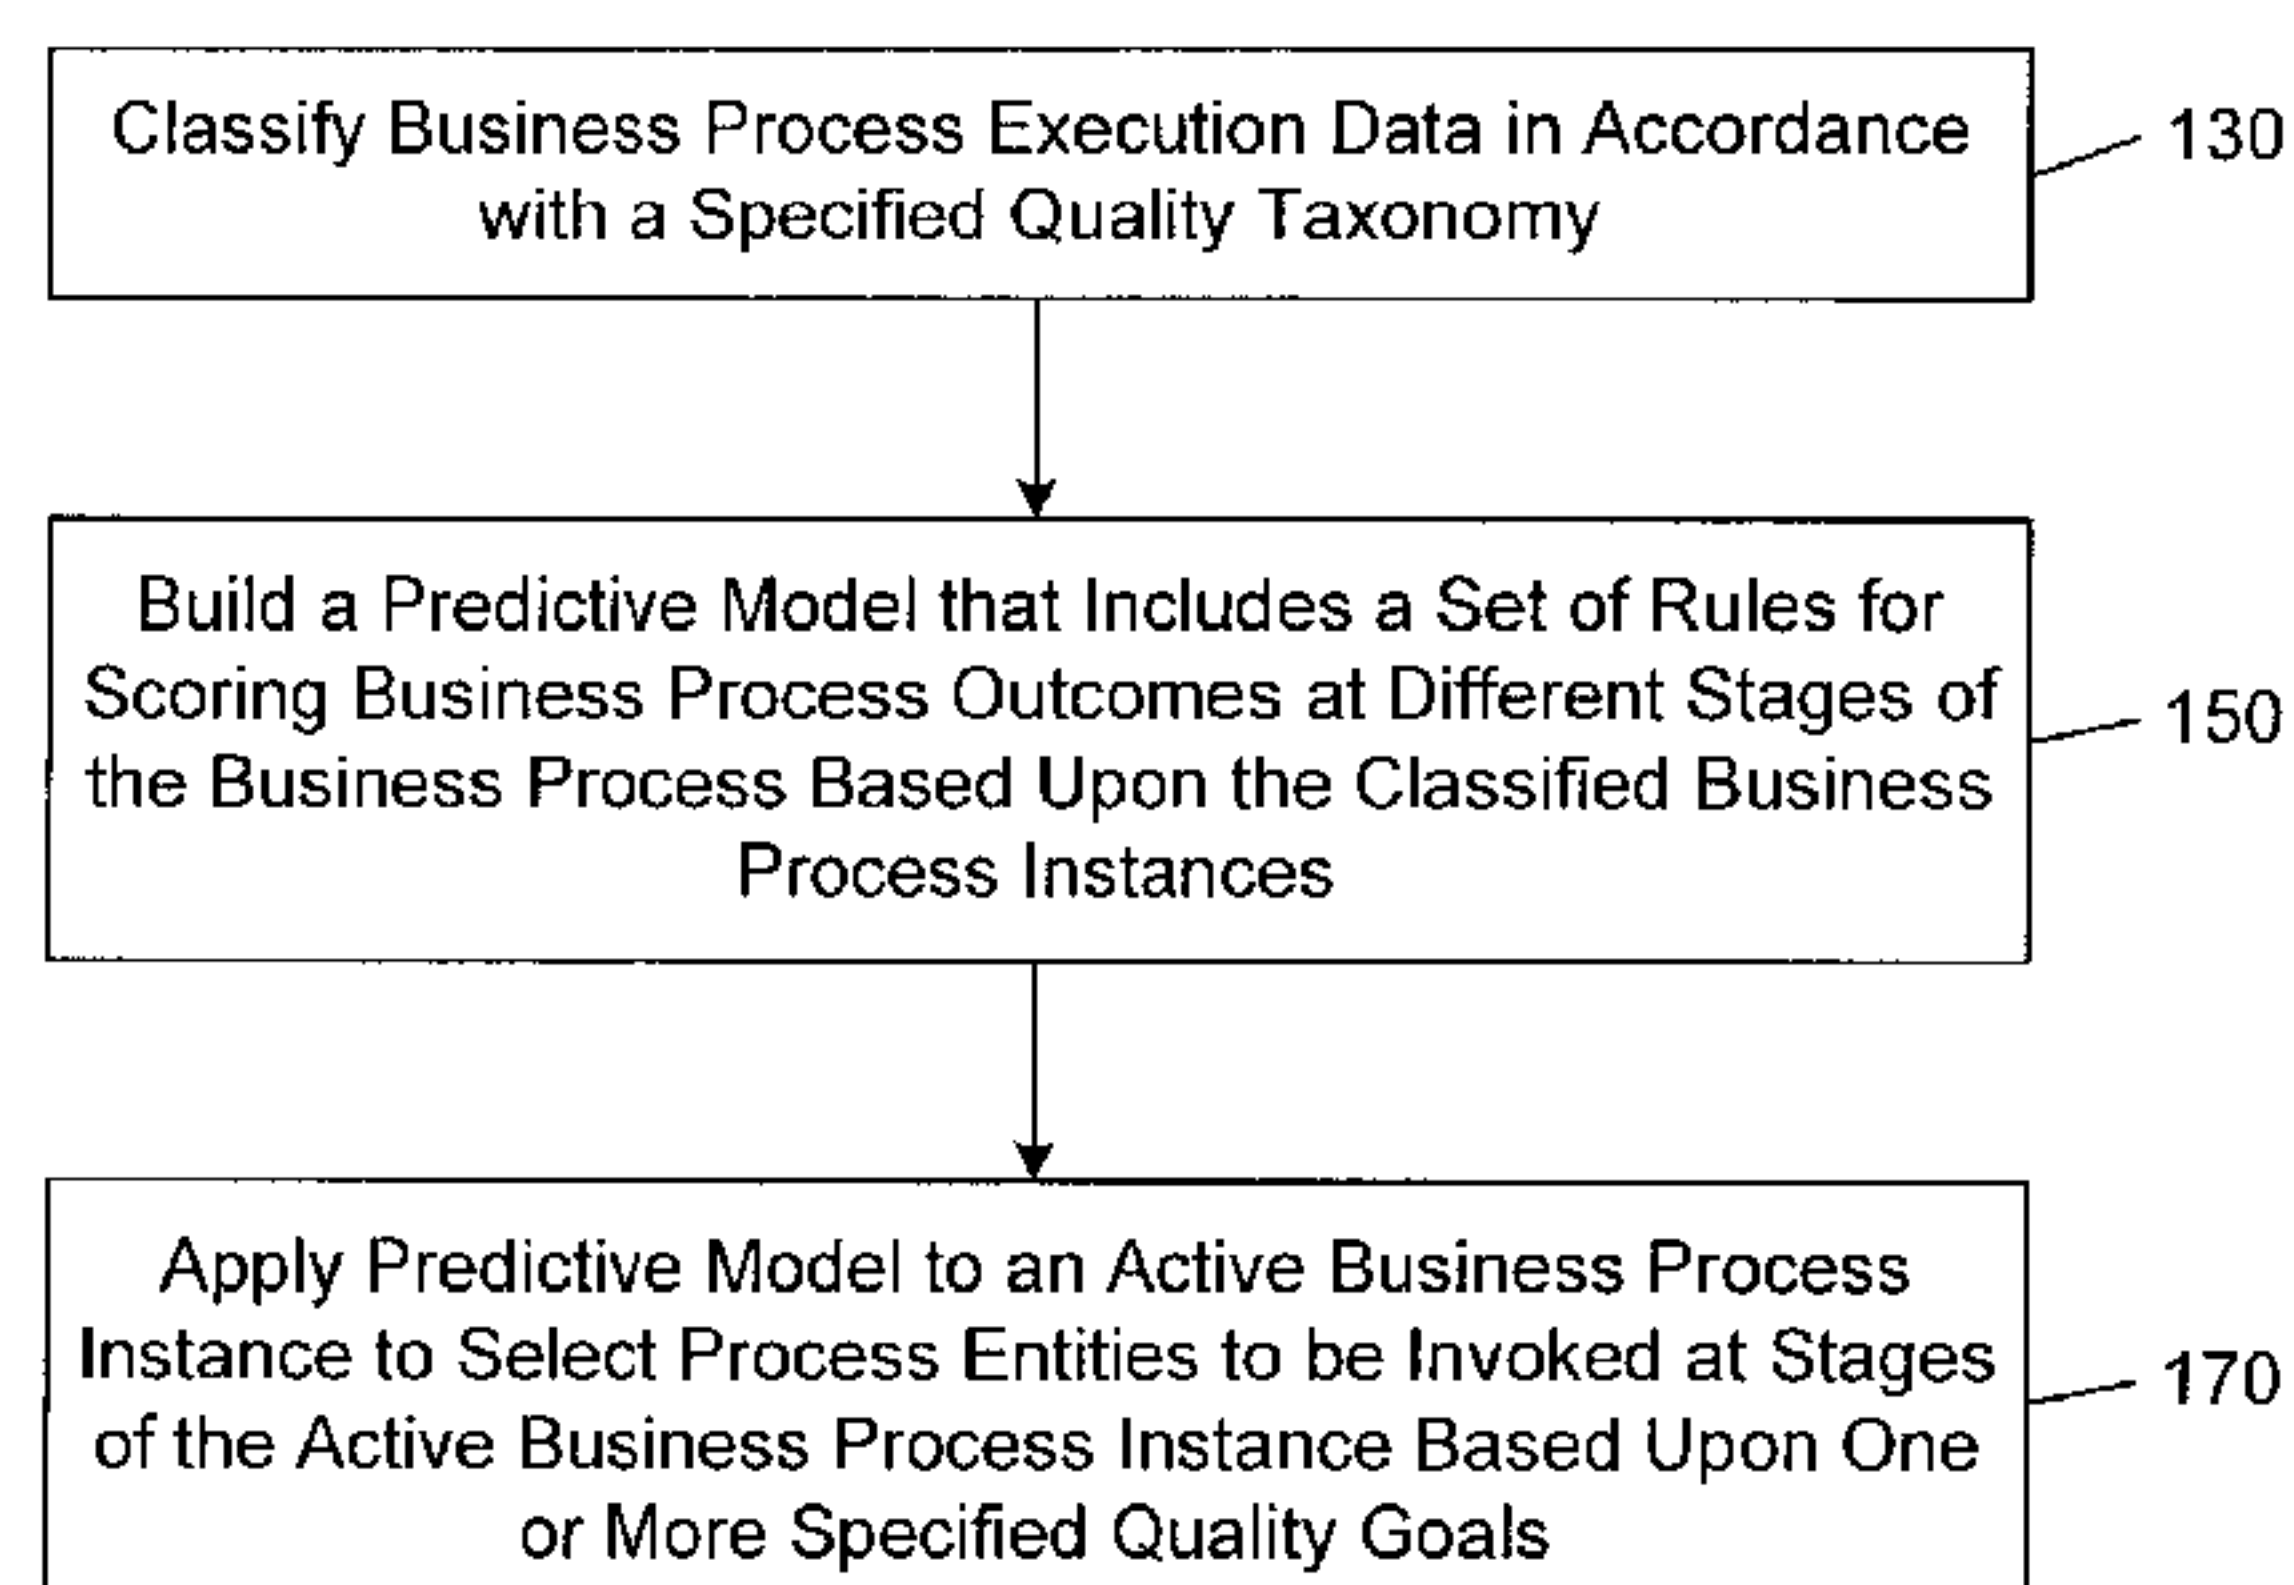 Classify Business Process Execution Data in Accordance
with a Specified Quality Taxonomy
130
Build a Predictive Model that Includes a Set of Rules for
Scoring Business Process Outcomes at Different Stages of
the Business Process Based Upon the Classified Business
Process Instances
150
Apply Predictive Model to an Active Business Process
Instance to Select Process Entities to be Invoked at Stages
of the Active Business Process Instance Based Upon One
or More Specified Quality Goals
170